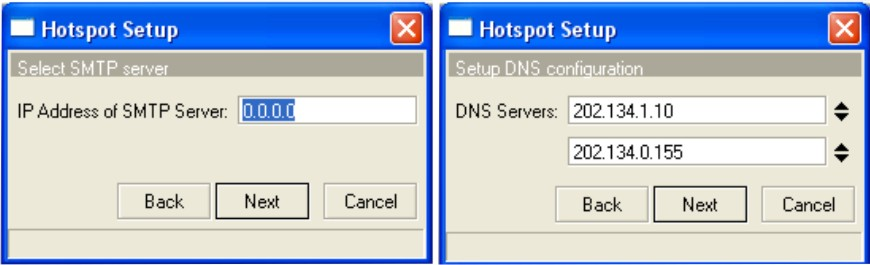 Hotspot Setup
Select SMTP server
IP Address of SMTP Server: 0.0.0.0
Back Next Cancel
Hotspot Setup
Setup DNS configuration
DNS Servers: 202.134.1.10
202.134.0.155
Back Next Cancel